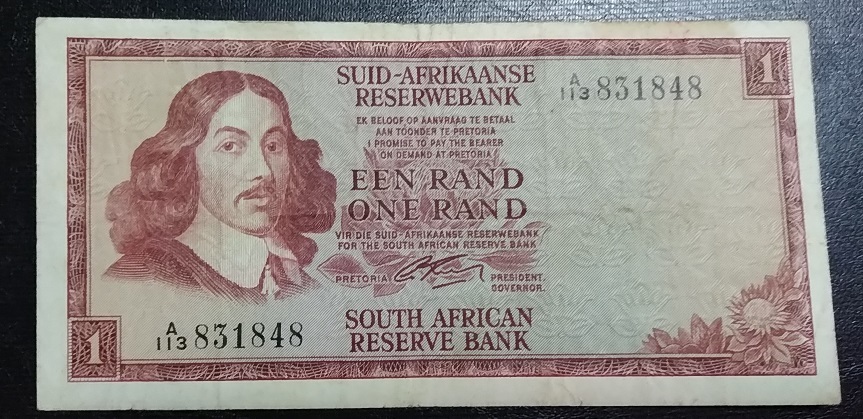 1
SUID-AFRIKAANSE
RESERWEBANK
A
113 831848
EK BELOOF OP AANVRAAG TE BETAAL
AAN TOONDER TE PRETORIA
I PROMISE TO PAY THE BEARER
ON DEMAND AT PRETORIA
EEN RAND
ONE RAND
VIR DIE SUID-AFRIKAANSE RESERWEBANK
FOR THE SOUTH AFRICAN RESERVE BANK
PRETORIA PRESIDENT.
GOVERNOR.
A
113 831848
SOUTH AFRICAN
RESERVE BANK
1